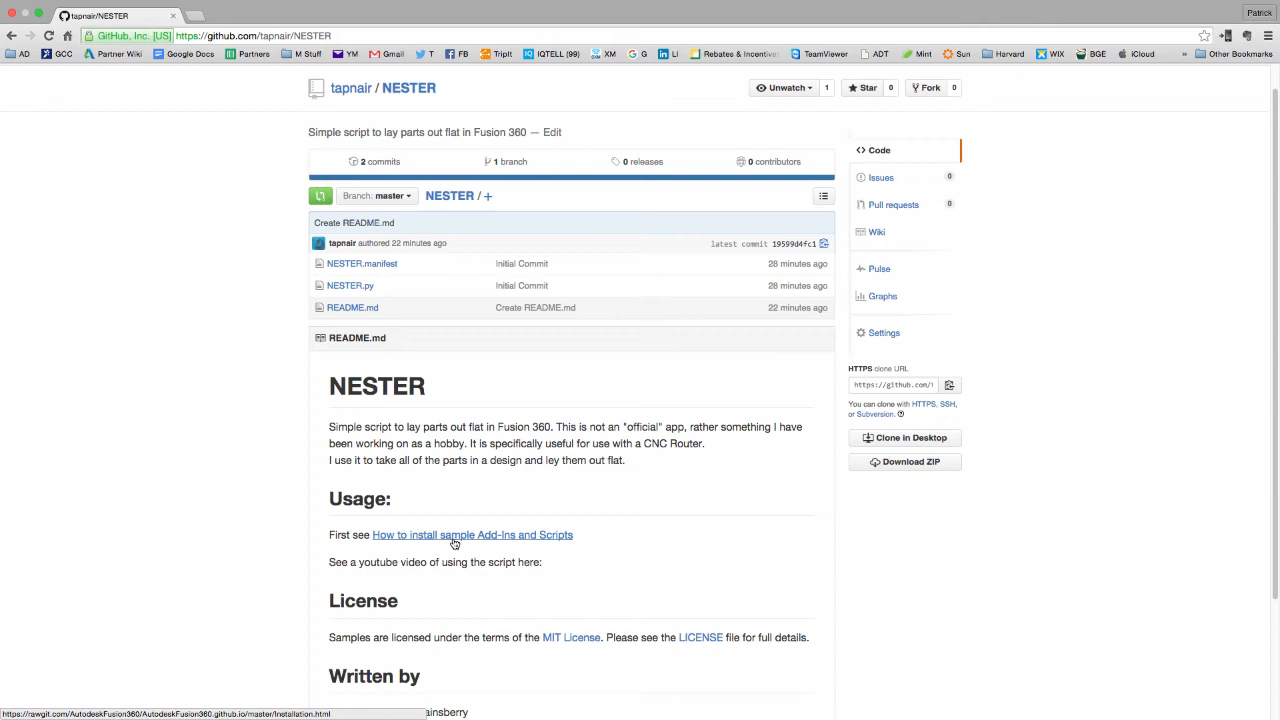 tapnair/NESTER
Patrick
GitHub, Inc. [US] https://github.com/tapnair/NESTER
AD GCC Partner Wiki Google Docs Partners M Stuff YM Gmail T FB TripIt IQTELL (99) XM G LI Rebates & Incentive TeamViewer ADT Mint Sun Harvard WIX BGE iCloud » Other Bookmarks
tapnair / NESTER
Unwatch 1 Star 0 Fork 0
Simple script to lay parts out flat in Fusion 360 — Edit
2 commits 1 branch 0 releases 0 contributors
Branch: master NESTER / +
Create README.md
tapnair authored 22 minutes ago latest commit 19599d4fc1
NESTER.manifest Initial Commit 28 minutes ago
NESTER.py Initial Commit 28 minutes ago
README.md Create README.md 22 minutes ago
README.md
NESTER
Simple script to lay parts out flat in Fusion 360. This is not an "official" app, rather something I have
been working on as a hobby. It is specifically useful for use with a CNC Router.
I use it to take all of the parts in a design and ley them out flat.
Usage:
First see How to install sample Add-Ins and Scripts
See a youtube video of using the script here:
License
Samples are licensed under the terms of the MIT License. Please see the LICENSE file for full details.
Written by
ainsberry
<> Code
Issues 0
Pull requests 0
Wiki
Pulse
Graphs
Settings
HTTPS clone URL
https://github.com/
You can clone with HTTPS, SSH,
or Subversion.
Clone in Desktop
Download ZIP
https://rawgit.com/AutodeskFusion360/AutodeskFusion360.github.io/master/Installation.html